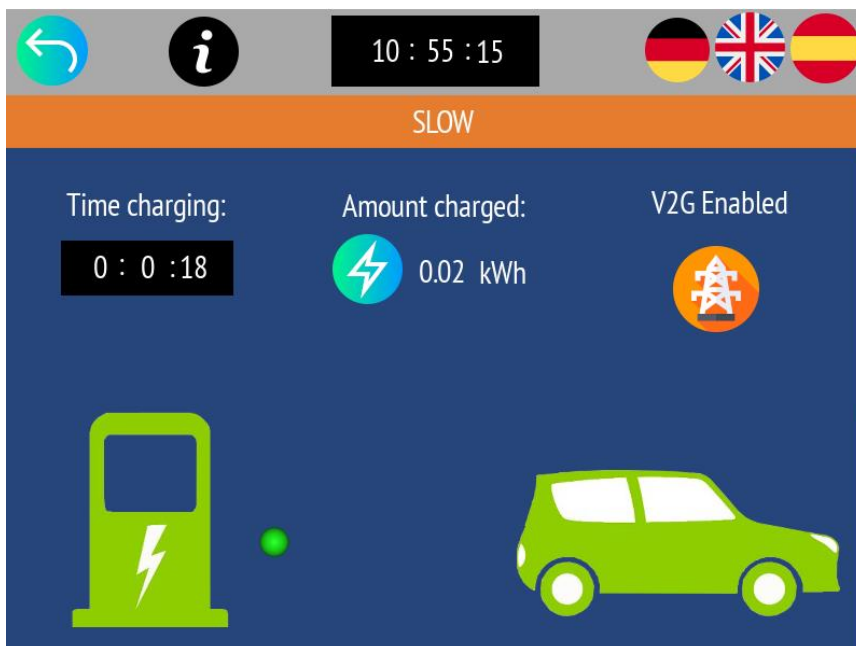 i
10 : 55 : 15
SLOW
Time charging:
Amount charged:
V2G Enabled
0 : 0 : 18
0.02 kWh